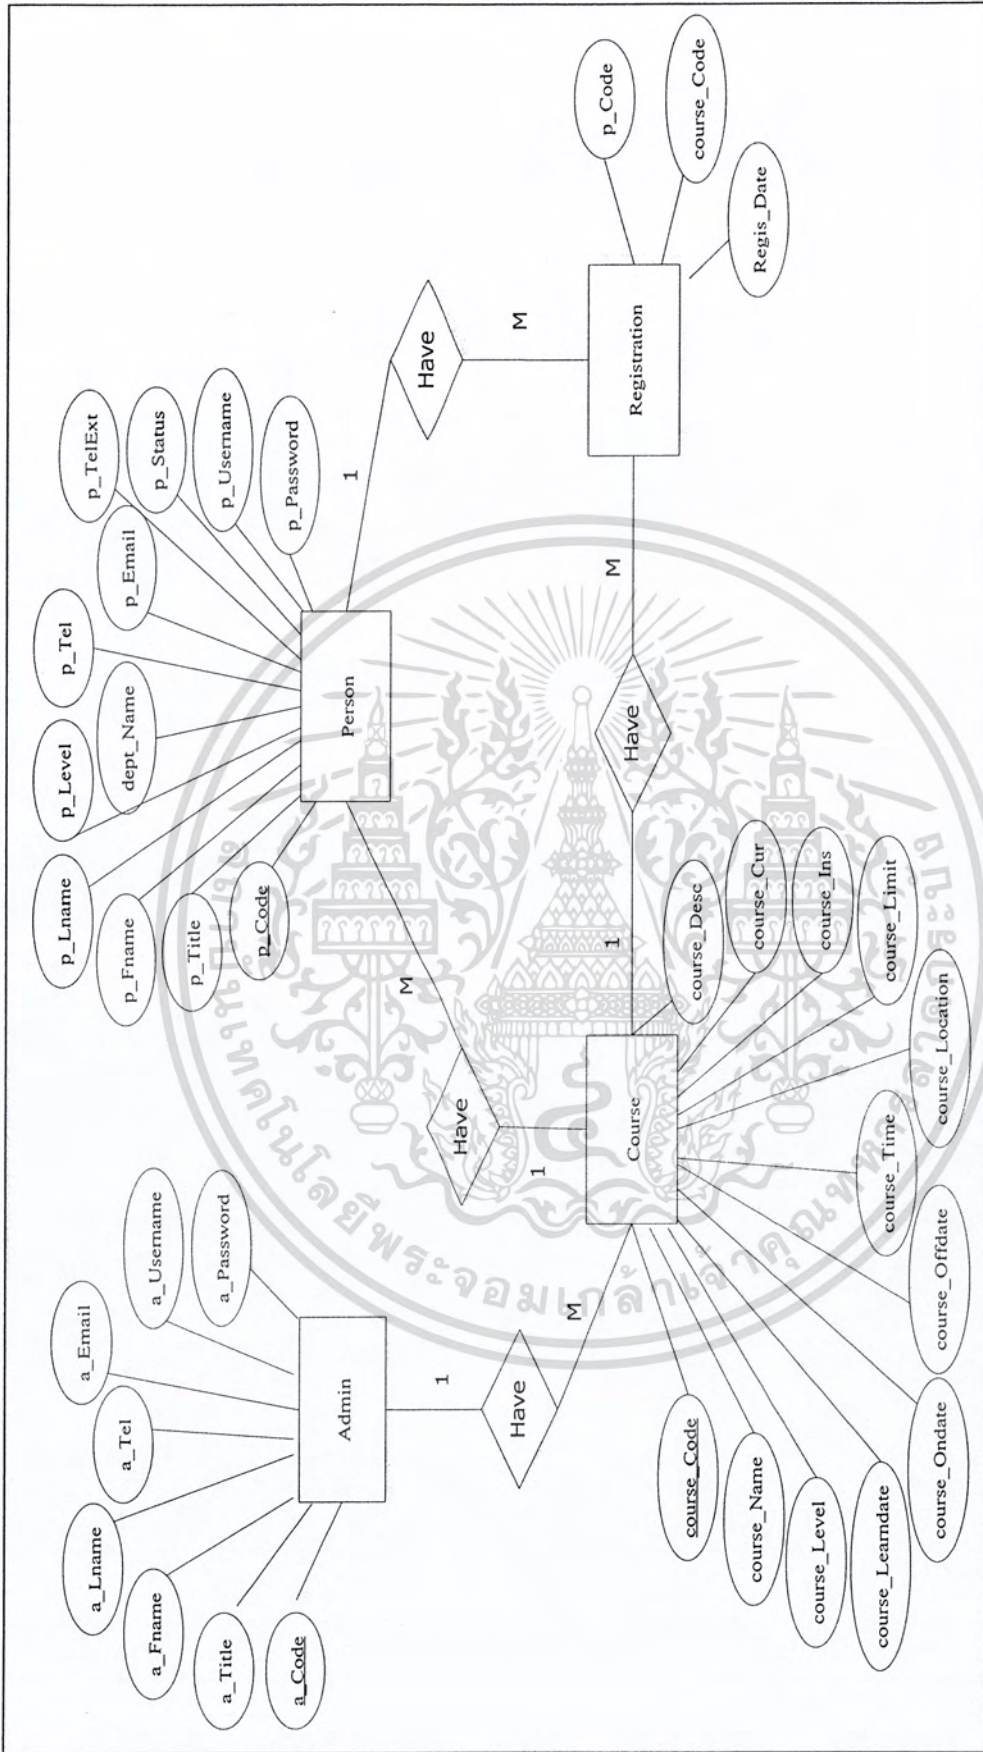 a_Code
a_Title
a_Fname
a_Lname
a_Tel
a_Email
a_Username
a_Password
Admin
1
Have
M
p_Code
p_Title
p_Fname
p_Lname
p_Level
dept_Name
p_Tel
p_Email
p_TelExt
p_Status
p_Username
p_Password
Person
M
Have
1
1
Have
M
course_Code
course_Name
course_Level
course_Learndate
course_Ondate
course_Offdate
course_Time
course_Location
course_Limit
course_Ins
course_Cur
course_Desc
Course
1
Have
M
Registration
p_Code
course_Code
Regis_Date